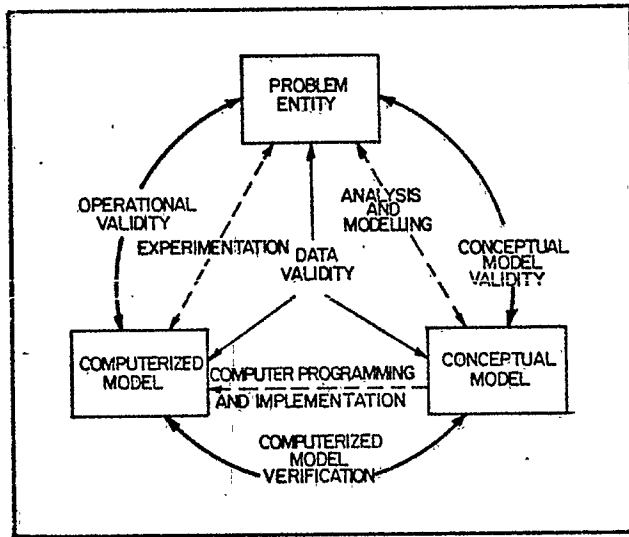 PROBLEM
ENTITY
OPERATIONAL
VALIDITY
ANALYSIS
AND
MODELLING
EXPERIMENTATION
DATA
VALIDITY
CONCEPTUAL
MODEL
VALIDITY
COMPUTERIZED
MODEL
COMPUTER PROGRAMMING
AND IMPLEMENTATION
CONCEPTUAL
MODEL
COMPUTERIZED
MODEL
VERIFICATION